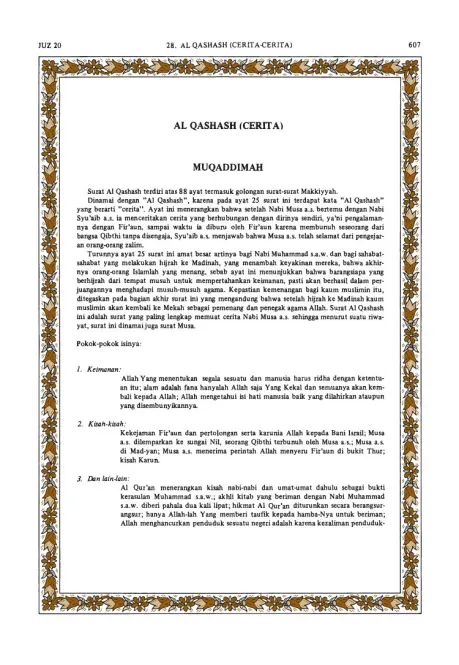 JUZ 20
28. AL QASHASH (CERITA-CERITA)
607
AL QASHASH (CERITA)
MUQADDIMAH
Surat Al Qashash terdiri atas 88 ayat termasuk golongan surat-surat Makkiyyah.
Dinamai dengan "Al Qashash", karena pada ayat 25 surat ini terdapat kata "Al Qashash"
yang berarti "cerita". Ayat ini menerangkan bahwa setelah Nabi Musa a.s. bertemu dengan Nabi
Syu'aib a.s. ia menceritakan cerita yang berhubungan dengan dirinya sendiri, ya'ni pengalaman-
nya dengan Fir'aun, sampai waktu ia diburu oleh Fir'aun karena membunuh seseorang dari
bangsa Qibthi tanpa disengaja, Syu'aib a.s. menjawab bahwa Musa a.s. telah selamat dari pengejar-
an orang-orang zalim.
Turunnya ayat 25 surat ini amat besar artinya bagi Nabi Muhammad s.a.w. dan bagi sahabat-
sahabat yang melakukan hijrah ke Madinah, yang menambah keyakinan mereka, bahwa akhir-
nya orang-orang Islamlah yang menang, sebab ayat ini menunjukkan bahwa barangsiapa yang
berhijrah dari tempat musuh untuk mempertahankan keimanan, pasti akan berhasil dalam per-
juangannya menghadapi musuh-musuh agama. Kepastian kemenangan bagi kaum muslimin itu,
ditegaskan pada bagian akhir surat ini yang mengandung bahwa setelah hijrah ke Madinah kaum
muslimin akan kembali ke Mekah sebagai pemenang dan penegak agama Allah. Surat Al Qashash
ini adalah surat yang paling lengkap memuat cerita Nabi Musa a.s. sehingga menurut suatu riwa-
yat, surat ini dinamai juga surat Musa.
Pokok-pokok isinya:
1. Keimanan:
Allah Yang menentukan segala sesuatu dan manusia harus ridha dengan ketentu-
an itu; alam adalah fana hanyalah Allah saja Yang Kekal dan semuanya akan kem-
bali kepada Allah; Allah mengetahui isi hati manusia baik yang dilahirkan ataupun
yang disembunyikannya.
2. Kisah-kisah:
Kekejaman Fir'aun dan pertolongan serta karunia Allah kepada Bani Israil; Musa
a.s. dilemparkan ke sungai Nil, seorang Qibthi terbunuh oleh Musa a.s.; Musa a.s.
di Mad-yan; Musa a.s. menerima perintah Allah menyeru Fir'aun di bukit Thur;
kisah Karun.
3. Dan lain-lain:
Al Qur'an menerangkan kisah nabi-nabi dan umat-umat dahulu sebagai bukti
kerasulan Muhammad s.a.w.; akhli kitab yang beriman dengan Nabi Muhammad
s.a.w. diberi pahala dua kali lipat; hikmat Al Qur'an diturunkan secara berangsur-
angsur; hanya Allah-lah Yang memberi taufik kepada hamba-Nya untuk beriman;
Allah menghancurkan penduduk sesuatu negeri adalah karena kezaliman penduduk-